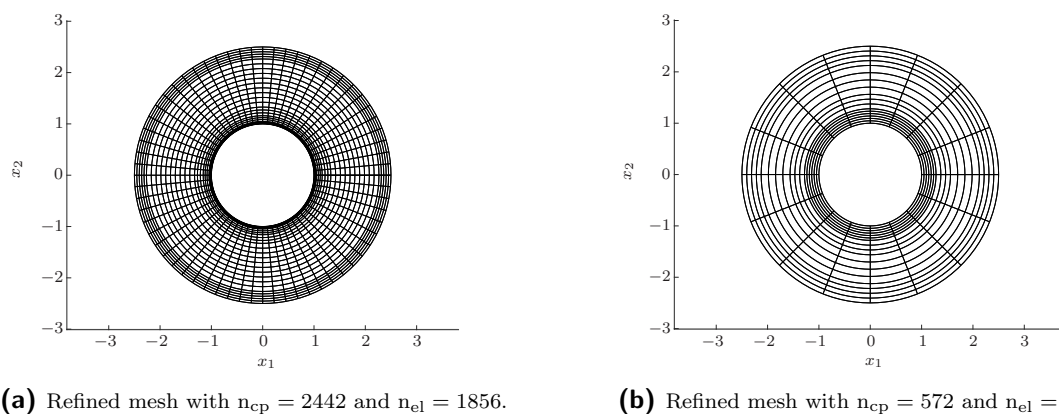 3
2
1
0
−1
−2
−3
x2
−3 −2 −1 0 1 2 3
x1
(a) Refined mesh with ncp = 2442 and nel = 1856.
3
2
1
0
−1
−2
−3
x2
−3 −2 −1 0 1 2 3
x1
(b) Refined mesh with ncp = 572 and nel =